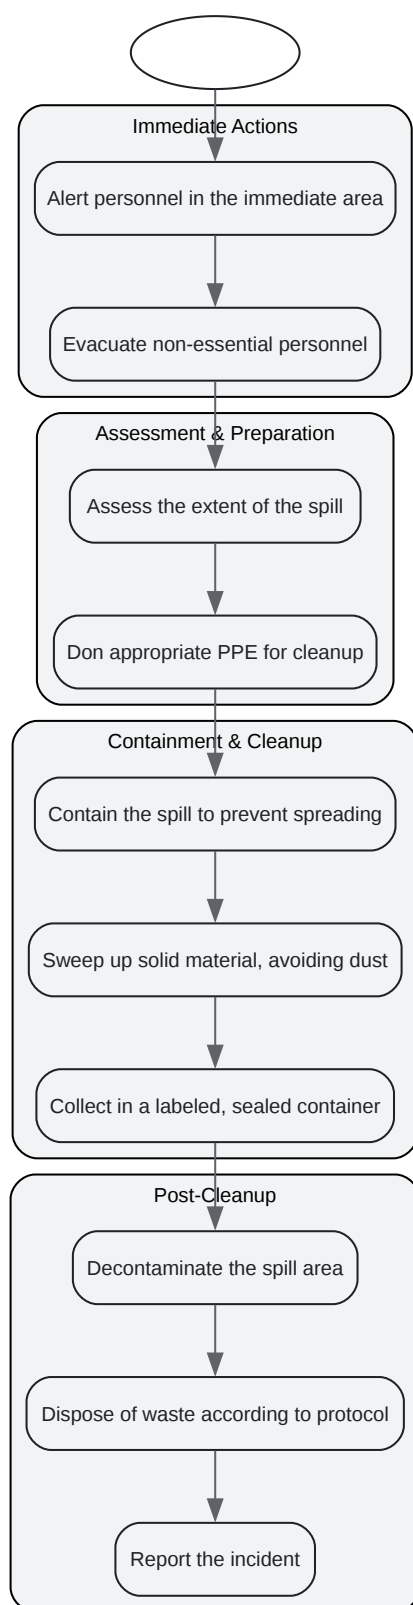 Immediate Actions
Alert personnel in the immediate area
Evacuate non-essential personnel
Assessment & Preparation
Assess the extent of the spill
Don appropriate PPE for cleanup
Containment & Cleanup
Contain the spill to prevent spreading
Sweep up solid material, avoiding dust
Collect in a labeled, sealed container
Post-Cleanup
Decontaminate the spill area
Dispose of waste according to protocol
Report the incident